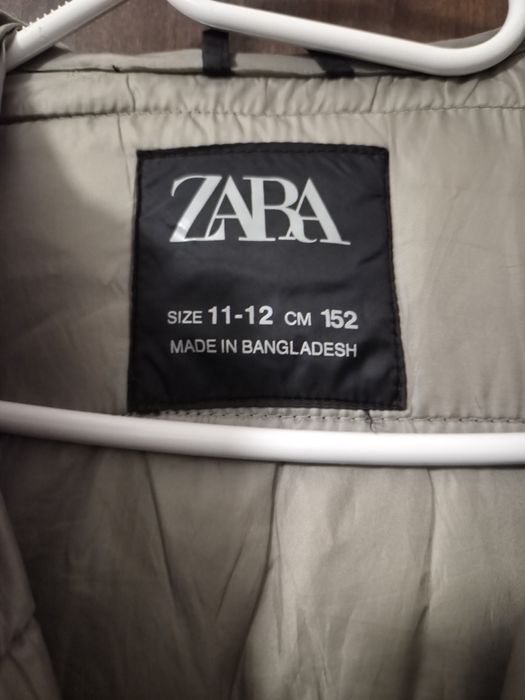 ZARA
SIZE 11-12 CM 152
MADE IN BANGLADESH